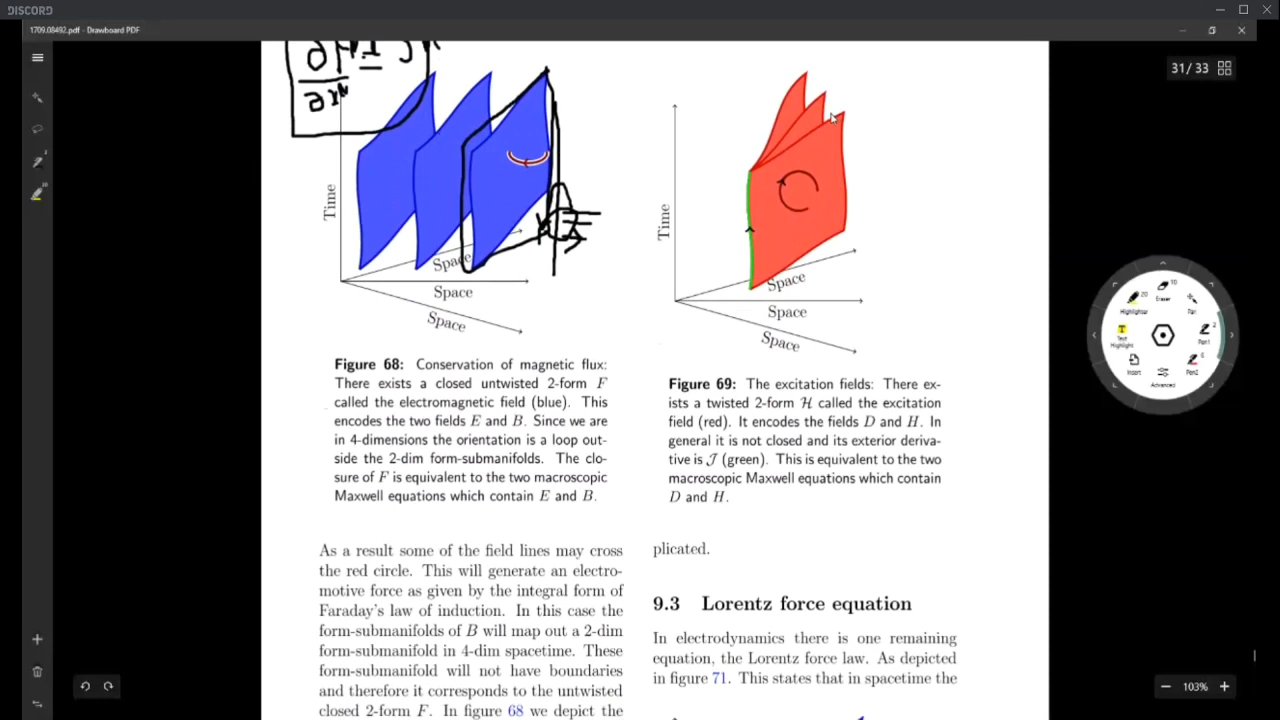 DISCORD
1709.08492.pdf - Drawboard PDF
31/33
Time
Space
Space
Space
Time
Space
Space
Space
Figure 68: Conservation of magnetic flux:
There exists a closed untwisted 2-form F
called the electromagnetic field (blue). This
encodes the two fields E and B. Since we are
in 4-dimensions the orientation is a loop out-
side the 2-dim form-submanifolds. The clo-
sure of F is equivalent to the two macroscopic
Maxwell equations which contain E and B.
Figure 69: The excitation fields: There ex-
ists a twisted 2-form H called the excitation
field (red). It encodes the fields D and H. In
general it is not closed and its exterior deriva-
tive is J (green). This is equivalent to the two
macroscopic Maxwell equations which contain
D and H.
As a result some of the field lines may cross
the red circle. This will generate an electro-
motive force as given by the integral form of
Faraday's law of induction. In this case the
form-submanifolds of B will map out a 2-dim
form-submanifold in 4-dim spacetime. These
form-submanifold will not have boundaries
and therefore it corresponds to the untwisted
closed 2-form F. In figure 68 we depict the
plicated.
9.3 Lorentz force equation
In electrodynamics there is one remaining
equation, the Lorentz force law. As depicted
in figure 71. This states that in spacetime the
Highlighter
Eraser
Pan
Text
Highlight
Pen1
Insert
Pen2
Advanced
103%